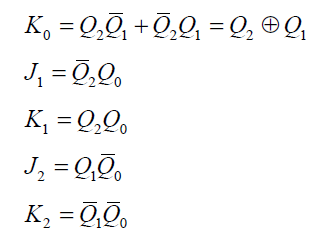 K₀ = Q₂Q̅₁ + Q̅₂Q₁ = Q₂ ⊕ Q₁
J₁ = Q̅₂Q₀
K₁ = Q₂Q₀
J₂ = Q₁Q̅₀
K₂ = Q̅₁Q̅₀